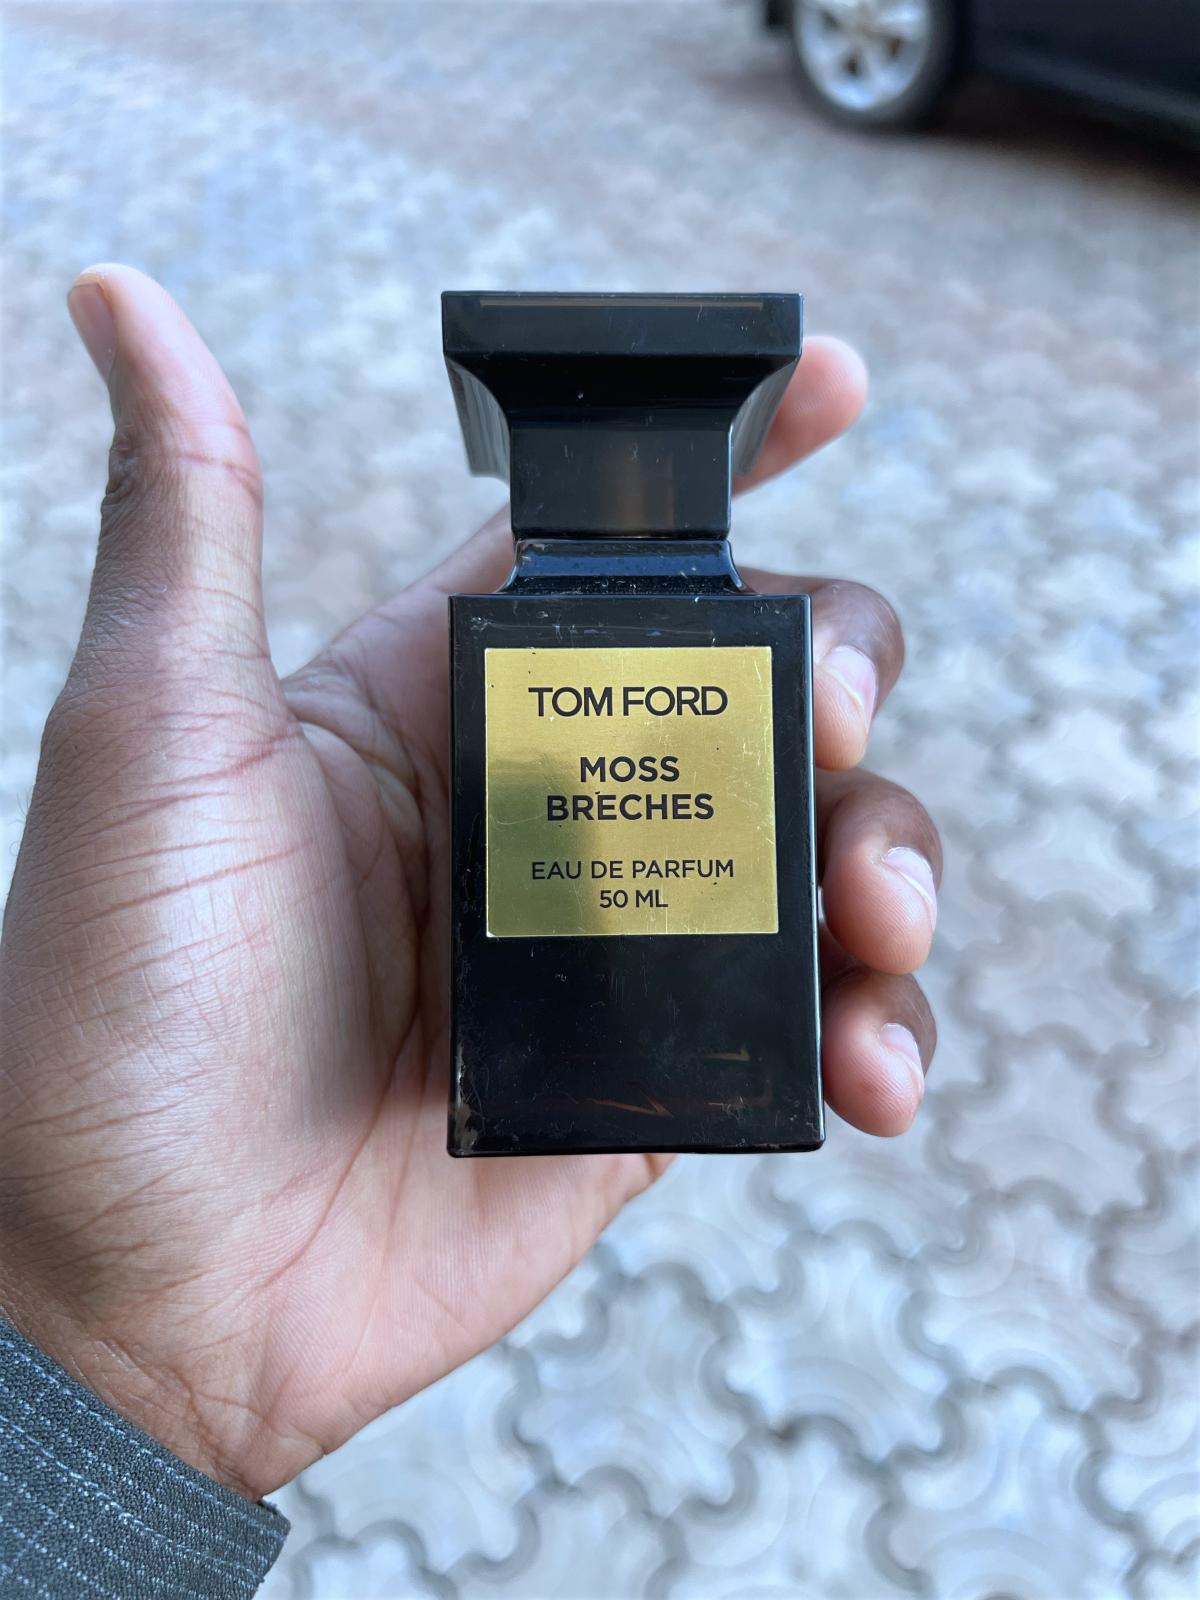 TOM FORD
MOSS
BRECHES
EAU DE PARFUM
50 ML